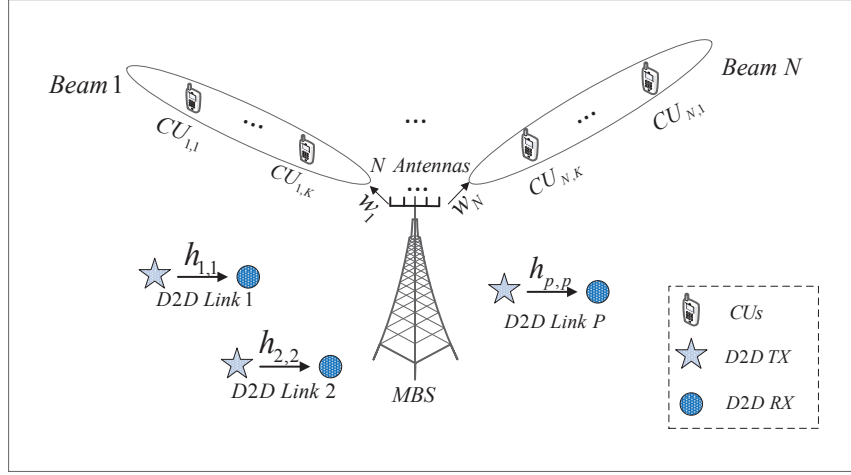 Beam 1
CU1,1
...
CU1,K
...
N Antennas
...
w1
wN
Beam N
CUN,1
...
CUN,K
h1,1
D2D Link 1
h2,2
D2D Link 2
hp,p
D2D Link P
MBS
CUs
D2D TX
D2D RX